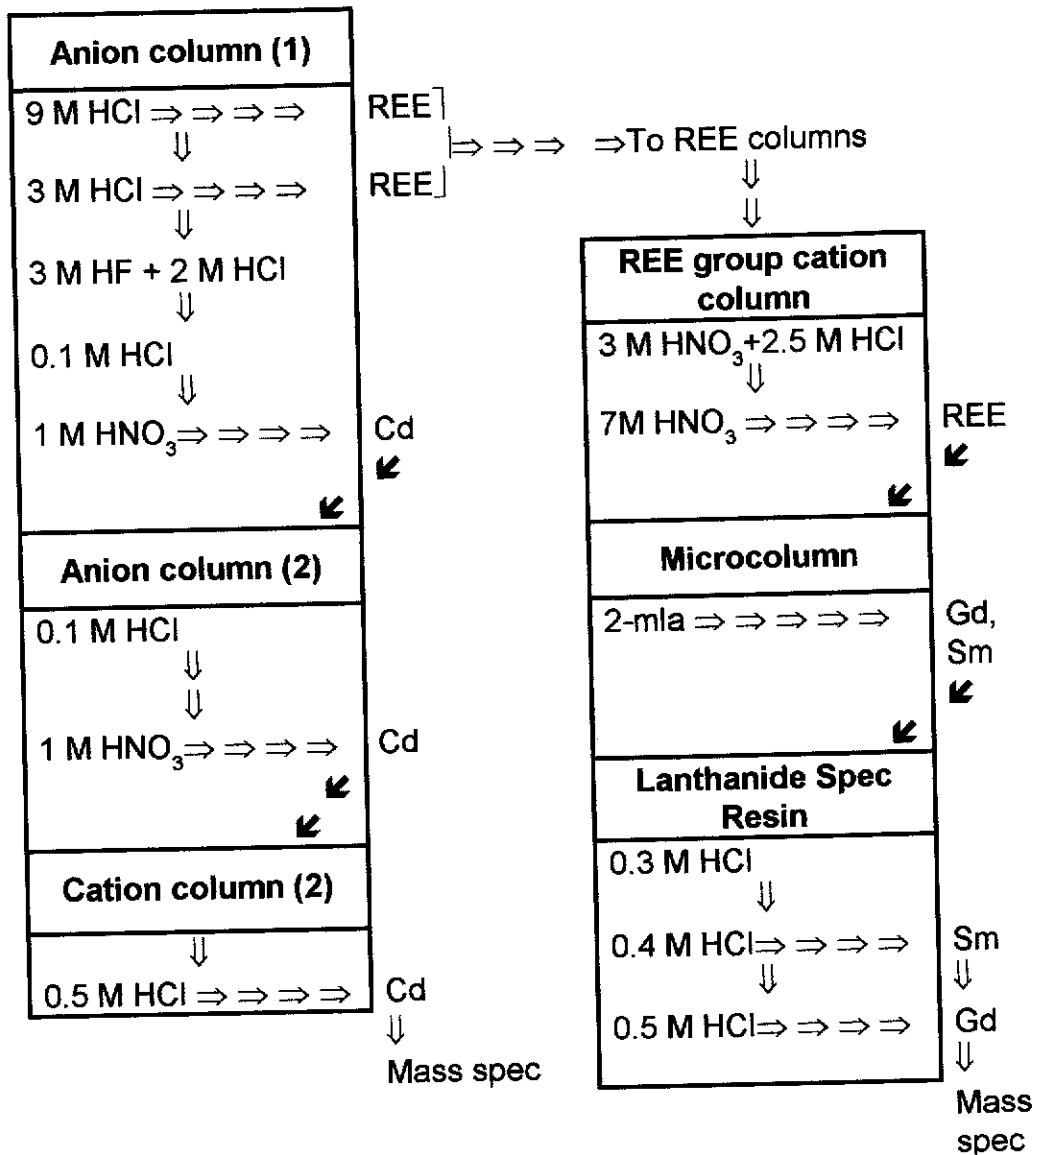 Anion column (1)
9 M HCl ⇒ ⇒ ⇒ ⇒ REE
⇒ ⇒ ⇒ ⇒To REE columns
3 M HCl ⇒ ⇒ ⇒ ⇒ REE
3 M HF + 2 M HCl
0.1 M HCl
1 M HNO₃⇒ ⇒ ⇒ ⇒ Cd
Anion column (2)
0.1 M HCl
1 M HNO₃⇒ ⇒ ⇒ ⇒ Cd
Cation column (2)
0.5 M HCl ⇒ ⇒ ⇒ ⇒ Cd
Mass spec
REE group cation
column
3 M HNO₃+2.5 M HCl
7M HNO₃ ⇒ ⇒ ⇒ ⇒ REE
Microcolumn
2-mla ⇒ ⇒ ⇒ ⇒ ⇒ Gd,
Sm
Lanthanide Spec
Resin
0.3 M HCl
0.4 M HCl⇒ ⇒ ⇒ ⇒ Sm
0.5 M HCl⇒ ⇒ ⇒ ⇒ Gd
Mass
spec